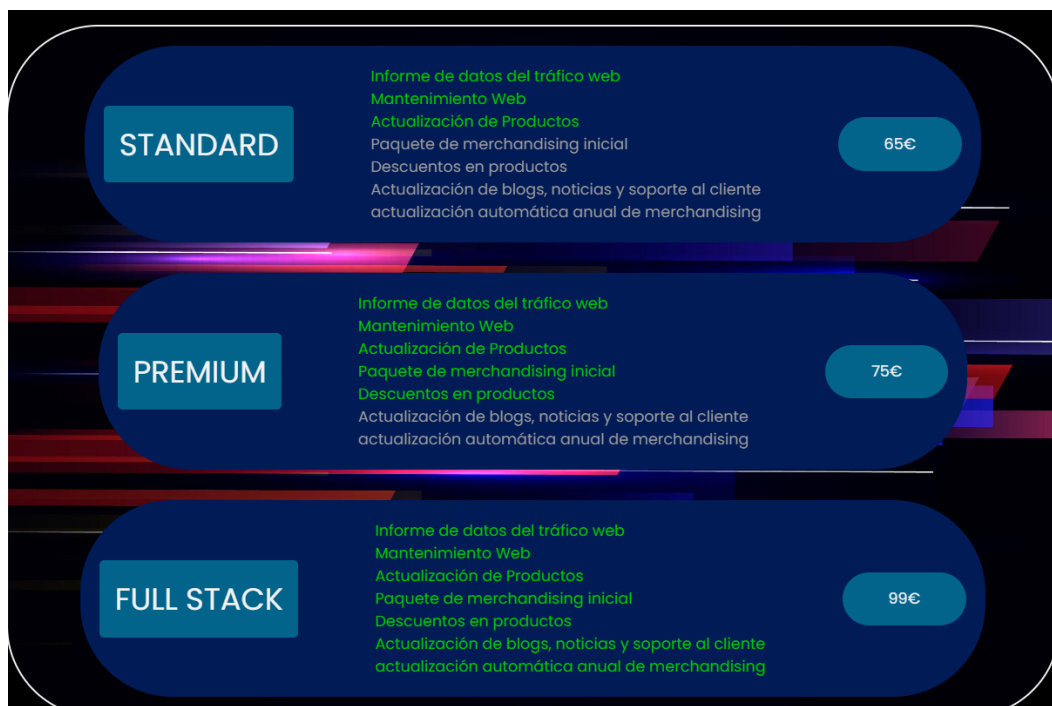 STANDARD
Informe de datos del tráfico web
Mantenimiento Web
Actualización de Productos
Paquete de merchandising inicial
Descuentos en productos
Actualización de blogs, noticias y soporte al cliente
actualización automática anual de merchandising
65€
PREMIUM
Informe de datos del tráfico web
Mantenimiento Web
Actualización de Productos
Paquete de merchandising inicial
Descuentos en productos
Actualización de blogs, noticias y soporte al cliente
actualización automática anual de merchandising
75€
FULL STACK
Informe de datos del tráfico web
Mantenimiento Web
Actualización de Productos
Paquete de merchandising inicial
Descuentos en productos
Actualización de blogs, noticias y soporte al cliente
actualización automática anual de merchandising
99€